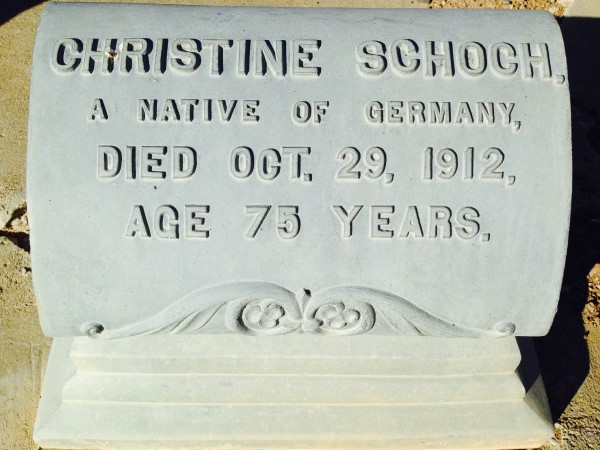 CHRISTINE SCHOCH,
A NATIVE OF GERMANY,
DIED OCT. 29, 1912,
AGE 75 YEARS.